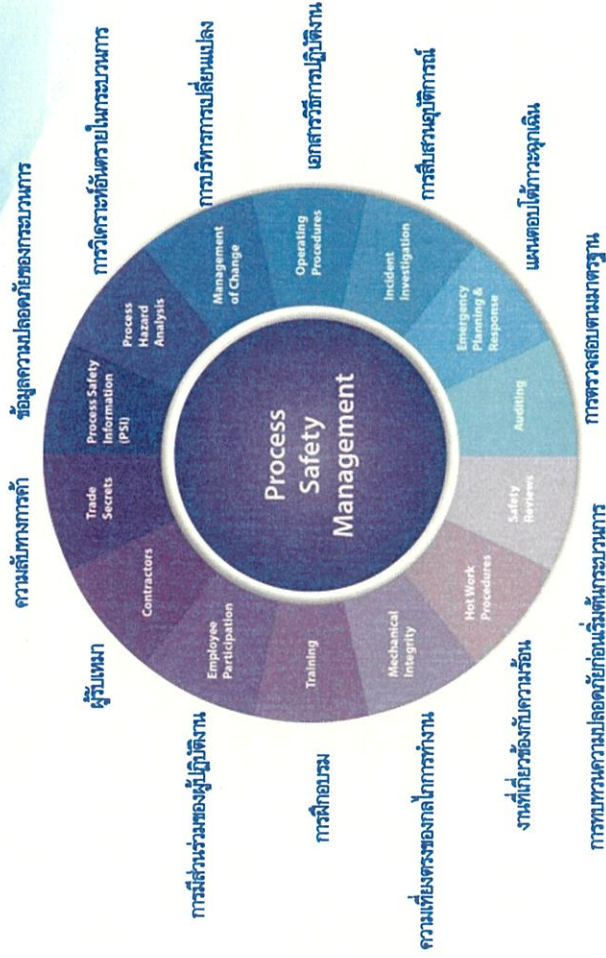 ความลับทางการค้า
ข้อมูลความปลอดภัยของกระบวนการ
การวิเคราะห์อันตรายในกระบวนการ
การบริหารการเปลี่ยนแปลง
เอกสารวิธีการปฏิบัติงาน
การสืบสวนอุบัติการณ์
แผนตอบโต้ภาวะฉุกเฉิน
การตรวจสอบตามมาตรฐาน
การทบทวนความปลอดภัยก่อนเริ่มต้นกระบวนการ
งานที่เกี่ยวข้องกับความร้อน
ความเที่ยงตรงของกลไกการทำงาน
การฝึกอบรม
การมีส่วนร่วมของผู้ปฏิบัติงาน
ผู้รับเหมา
Process
Safety
Management
Trade
Secrets
Process Safety
Information
(PSI)
Process
Hazard
Analysis
Management
of Change
Operating
Procedures
Incident
Investigation
Emergency
Planning &
Response
Auditing
Safety
Reviews
Hot Work
Procedures
Mechanical
Integrity
Training
Employee
Participation
Contractors